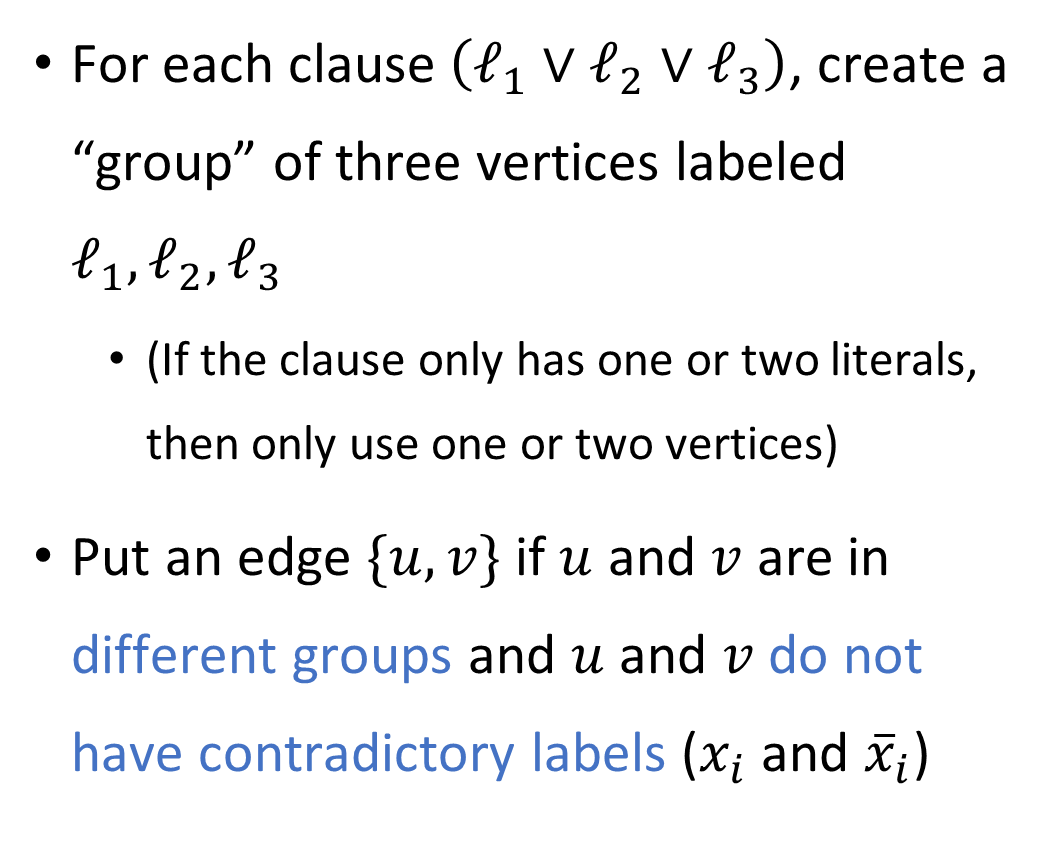 • For each clause (ℓ₁ ∨ ℓ₂ ∨ ℓ₃), create a
“group” of three vertices labeled
ℓ₁, ℓ₂, ℓ₃
• (If the clause only has one or two literals,
then only use one or two vertices)
• Put an edge {𝑢, 𝑣} if 𝑢 and 𝑣 are in
different groups and 𝑢 and 𝑣 do not
have contradictory labels (𝑥ᵢ and 𝑥̄ᵢ)